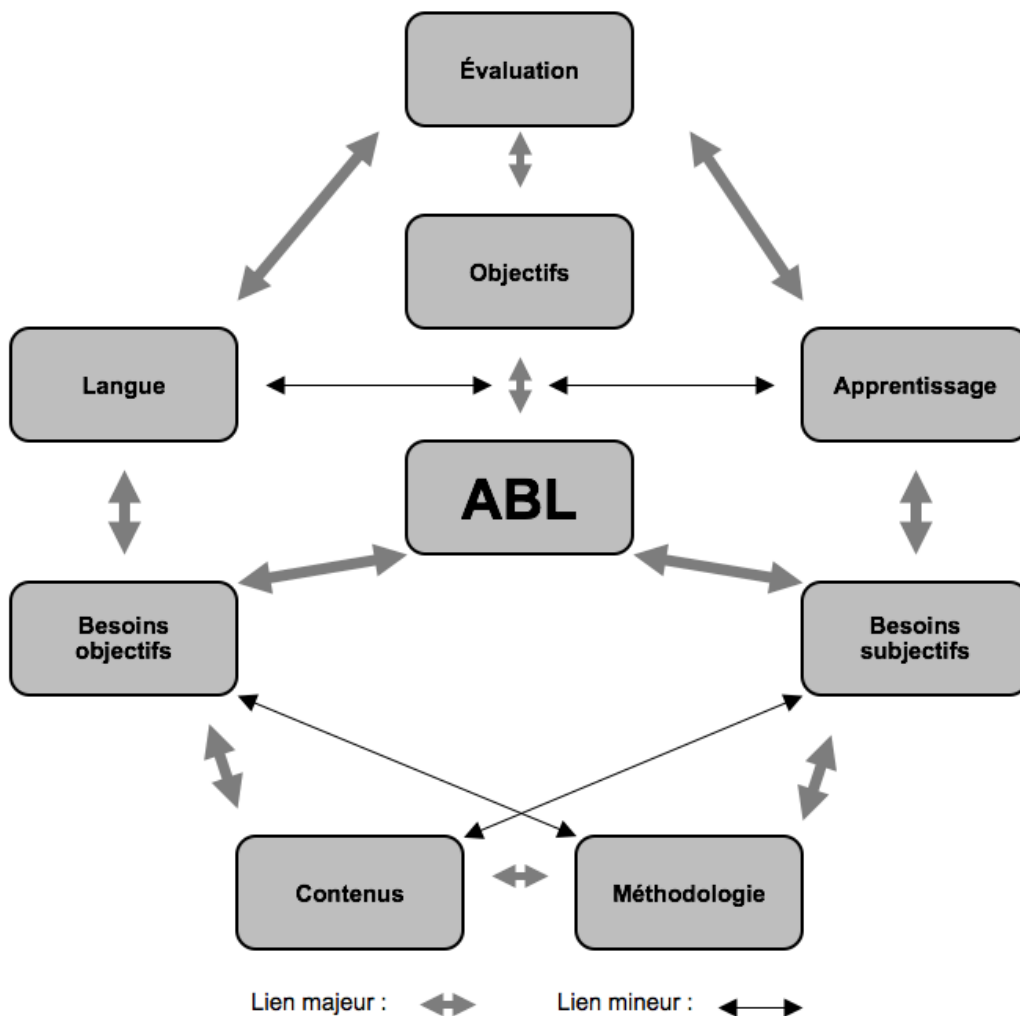 Évaluation
Objectifs
Langue
Apprentissage
ABL
Besoins
objectifs
Besoins
subjectifs
Contenus
Méthodologie
Lien majeur :
Lien mineur :